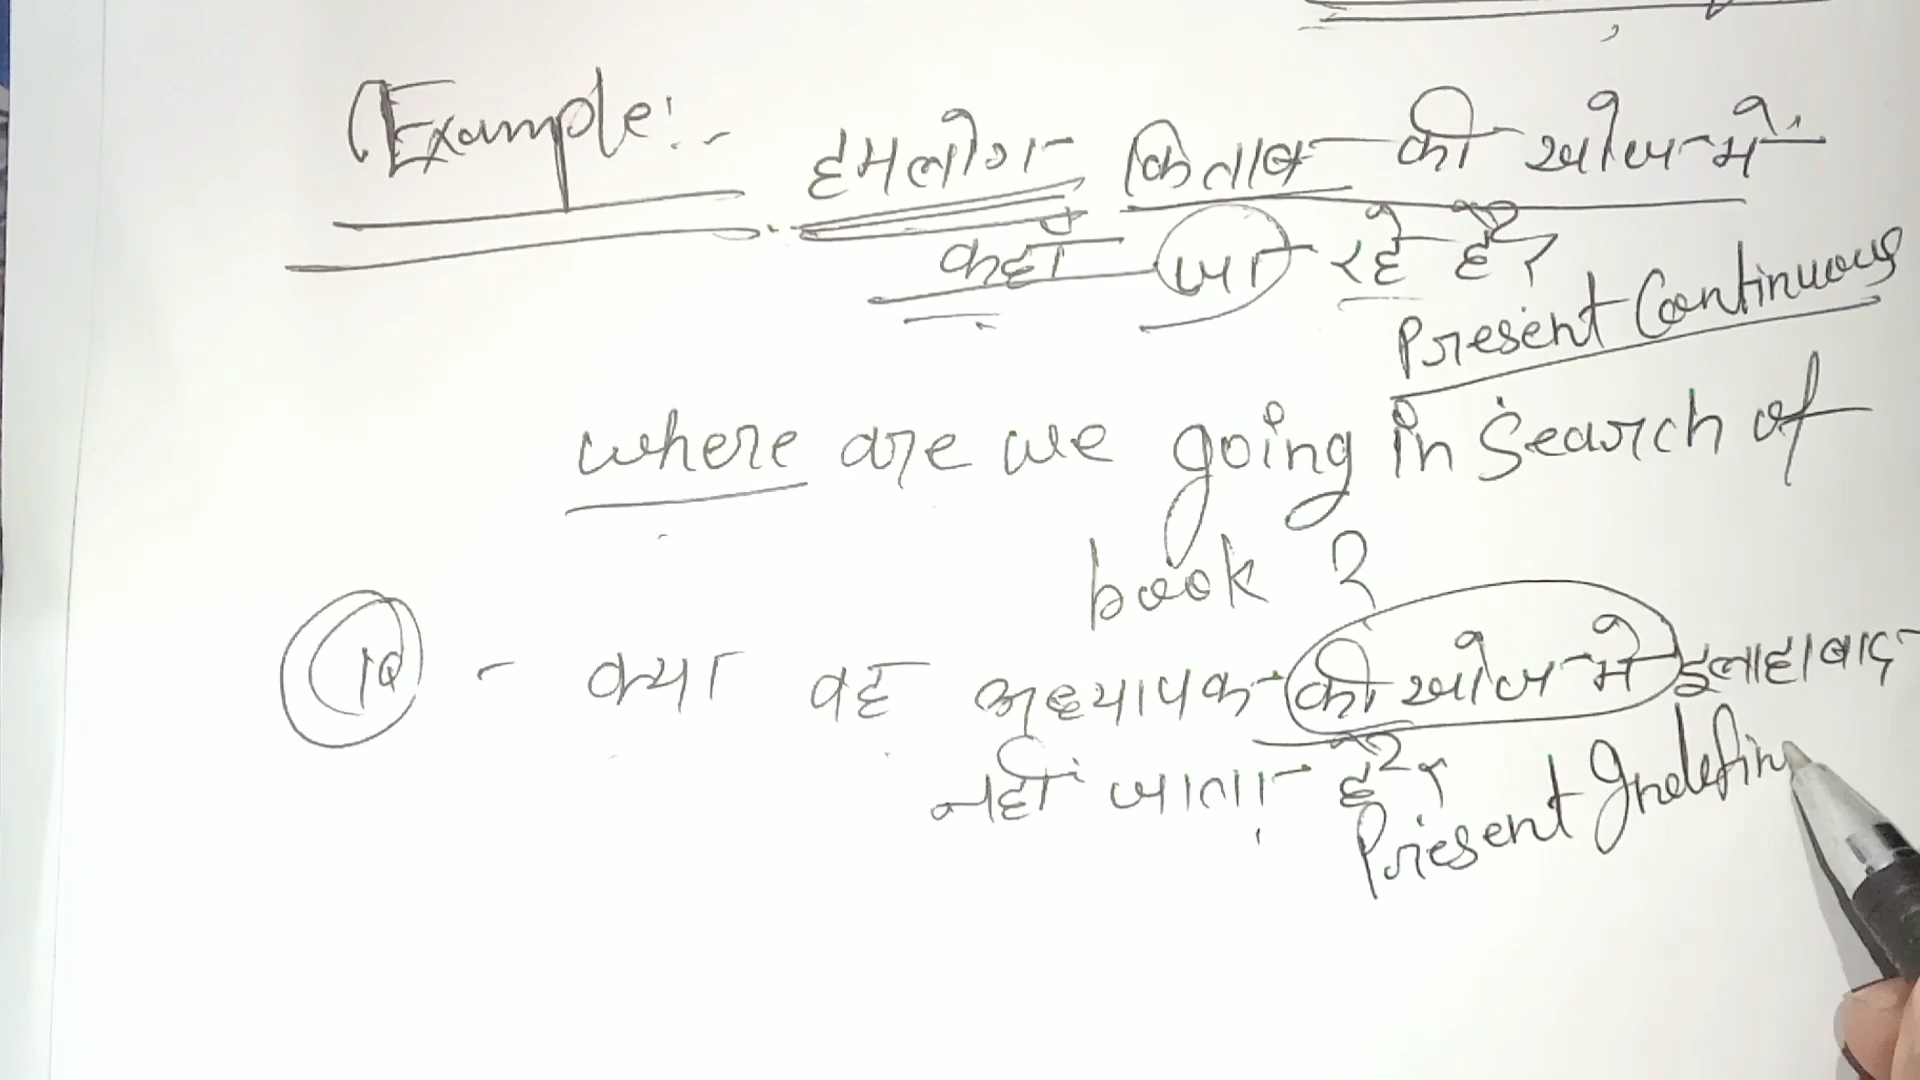 Example:-
हमलोग किताब की खोज में
कहाँ जा रहे हैं?
Present Continuous
where are we going in search of
book ?
- क्या वह अध्यापक की खोज में इलाहाबाद
नहीं जाता है?
Present Indefin